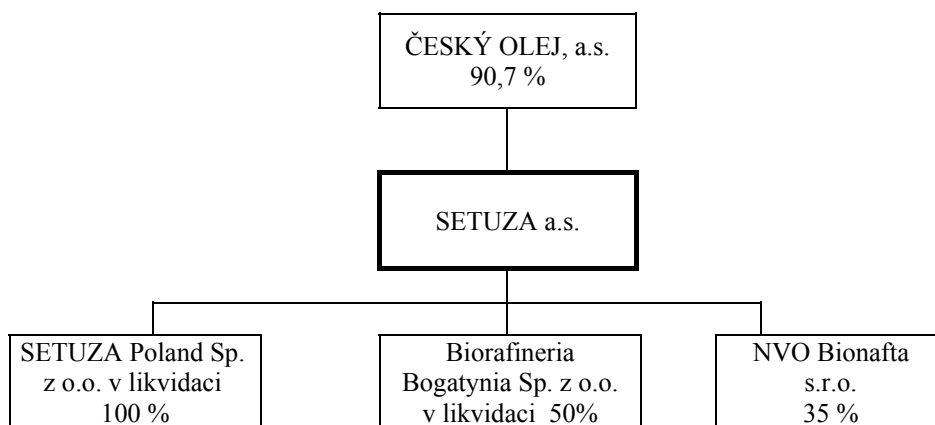 ČESKÝ OLEJ, a.s.
90,7 %
SETUZA a.s.
SETUZA Poland Sp.
z o.o. v likvidaci
100 %
Biorafineria
Bogatynia Sp. z o.o.
v likvidaci 50%
NVO Bionafta
s.r.o.
35 %